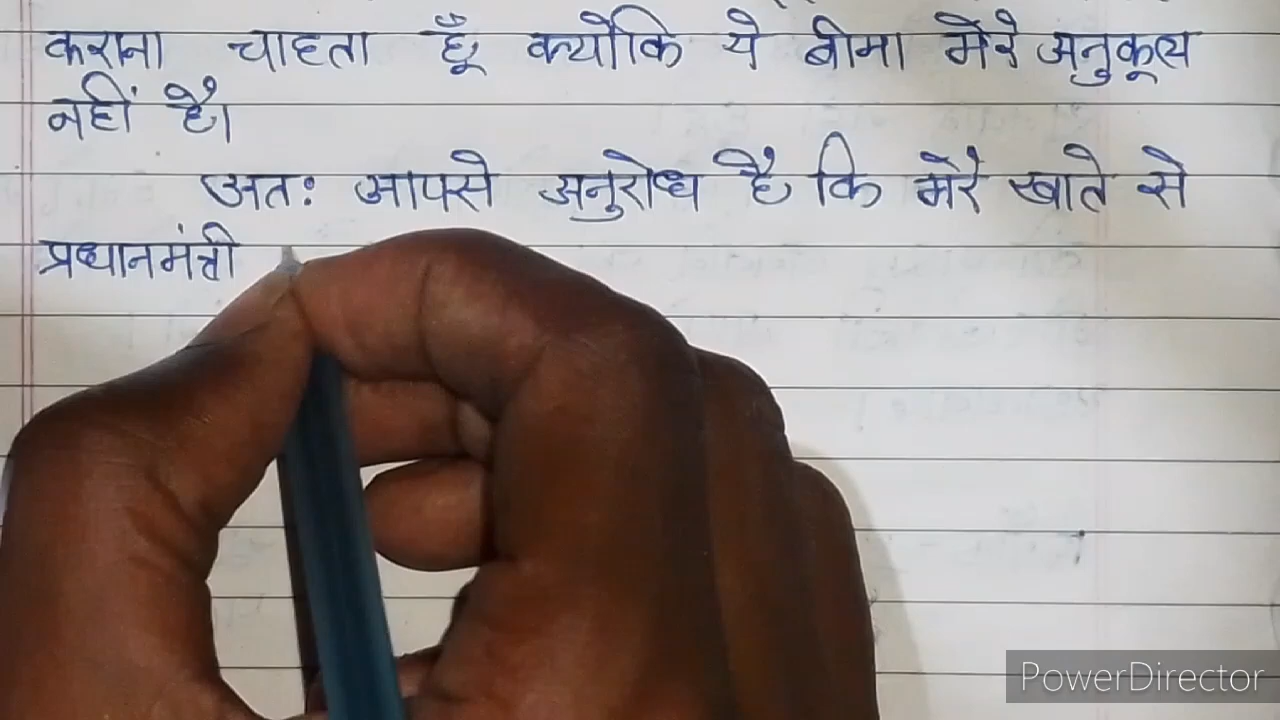 कराना चाहता हूँ क्योकि ये बीमा मेरे अनुकूल्य
नहीं है।
अतः आपसे अनुरोध है कि मेरे खाते से
प्रधानमंत्री
PowerDirector